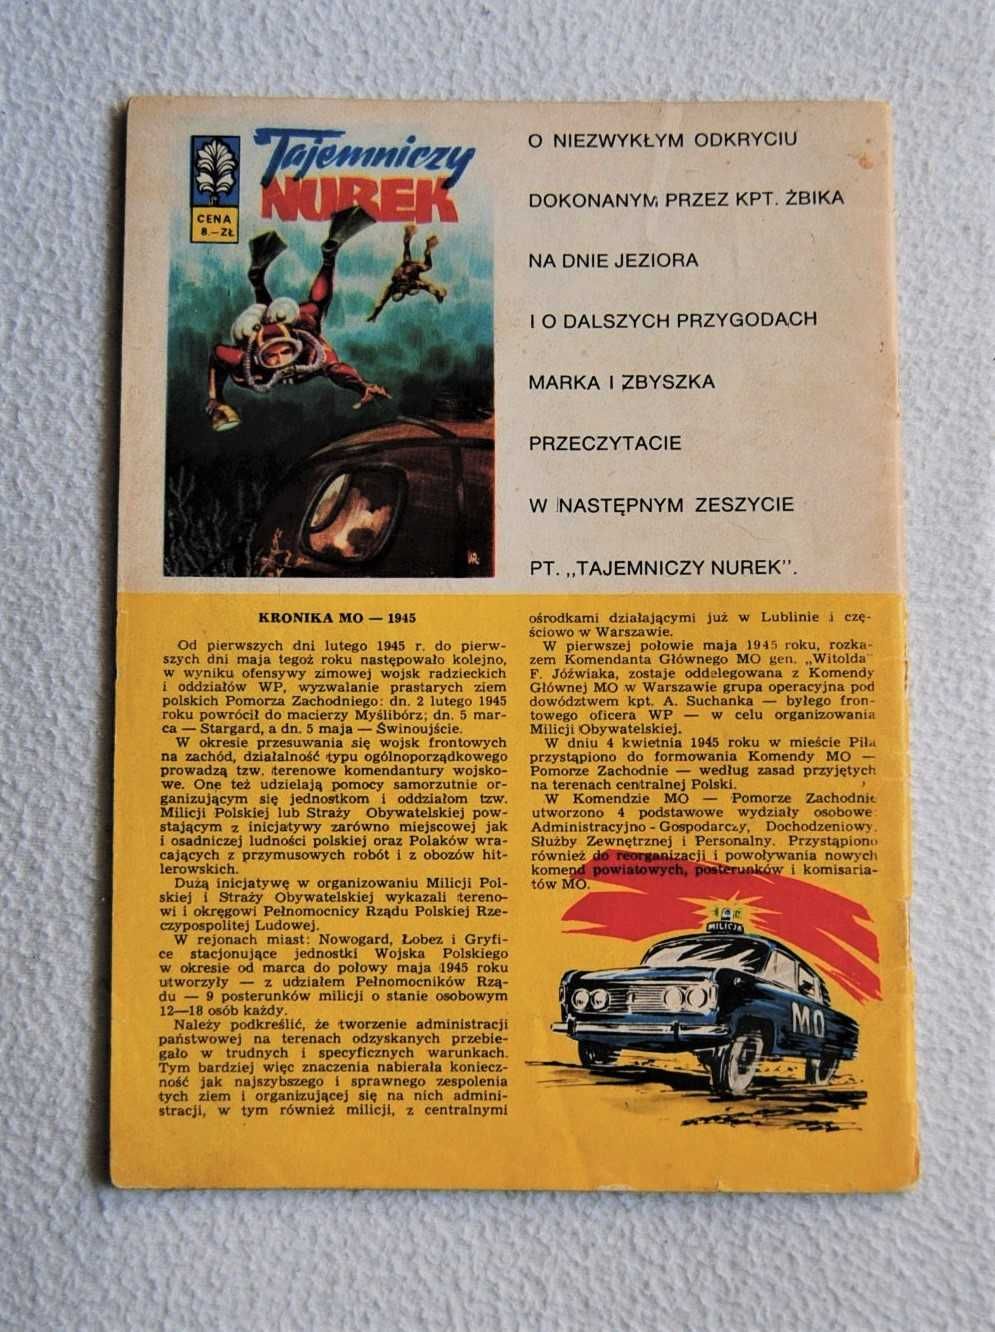 Tajemniczy
NUREK
CENA
8.—ZŁ
O NIEZWYKŁYM ODKRYCIU
DOKONANYM PRZEZ KPT. ŻBIKA
NA DNIE JEZIORA
I O DALSZYCH PRZYGODACH
MARKA I ZBYSZKA
PRZECZYTACIE
W NASTĘPNYM ZESZYCIE
PT. „TAJEMNICZY NUREK”.
KRONIKA MO — 1945
Od pierwszych dni lutego 1945 r. do pierw-
szych dni maja tegoż roku następowało kolejno,
w wyniku ofensywy zimowej wojsk radzieckich
i oddziałów WP, wyzwalanie prastarych ziem
polskich Pomorza Zachodniego: dn. 2 lutego 1945
roku powrócił do macierzy Myślibórz; dn. 5 mar-
ca — Stargard, a dn. 5 maja — Świnoujście.
W okresie przesuwania się wojsk frontowych
na zachód, działalność typu ogólnoporządkowego
prowadzą tzw. terenowe komendantury wojsko-
we. One też udzielają pomocy samorzutnie or-
ganizującym się jednostkom i oddziałom tzw.
Milicji Polskiej lub Straży Obywatelskiej pow-
stającym z inicjatywy zarówno miejscowej jak
i osadniczej ludności polskiej oraz Polaków wra-
cających z przymusowych robót i z obozów hit-
lerowskich.
Dużą inicjatywę w organizowaniu Milicji Pol-
skiej i Straży Obywatelskiej wykazali tereno-
wi i okręgowi Pełnomocnicy Rządu Polskiej Rze-
czypospolitej Ludowej.
W rejonach miast: Nowogard, Łobez i Gryfi-
ce stacjonujące jednostki Wojska Polskiego
w okresie od marca do połowy maja 1945 roku
utworzyły — z udziałem Pełnomocników Rzą-
du — 9 posterunków milicji o stanie osobowym
12—18 osób każdy.
Należy podkreślić, że tworzenie administracji
państwowej na terenach odzyskanych przebie-
gało w trudnych i specyficznych warunkach.
Tym bardziej więc znaczenia nabierała koniecz-
ność jak najszybszego i sprawnego zespolenia
tych ziem i organizującej się na nich admini-
stracji, w tym również milicji, z centralnymi
ośrodkami działającymi już w Lublinie i czę-
ściowo w Warszawie.
W pierwszej połowie maja 1945 roku, rozka-
zem Komendanta Głównego MO gen. „Witolda”
F. Jóźwiaka, zostaje oddelegowana z Komendy
Głównej MO w Warszawie grupa operacyjna pod
dowództwem kpt. A. Suchanka — byłego fron-
towego oficera WP — w celu organizowania
Milicji Obywatelskiej.
W dniu 4 kwietnia 1945 roku w mieście Piła
przystąpiono do formowania Komendy MO —
Pomorze Zachodnie — według zasad przyjętych
na terenach centralnej Polski.
W Komendzie MO — Pomorze Zachodnie
utworzono 4 podstawowe wydziały osobowe:
Administracyjno-Gospodarczy, Dochodzeniowy,
Służby Zewnętrznej i Personalny. Przystąpiono
również do reorganizacji i powoływania nowych
komend powiatowych, posterunków i komisaria-
tów MO.
MILICJA
MO